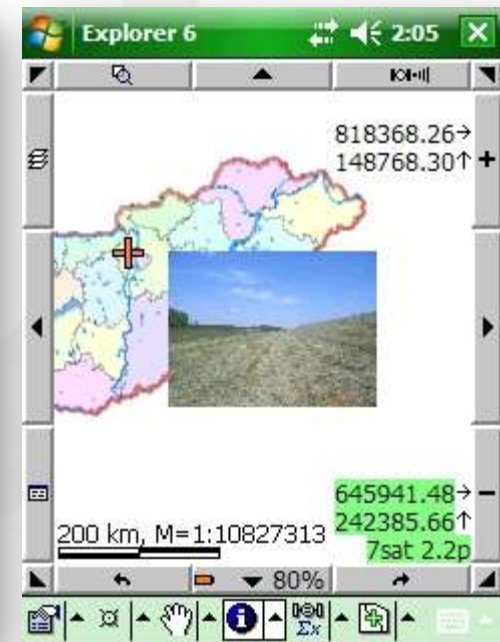 Explorer 6 2:05
818368.26→
148768.30↑
+
645941.48→ −
242385.66↑
200 km, M=1:10827313
7sat 2.2p
80%
Σx